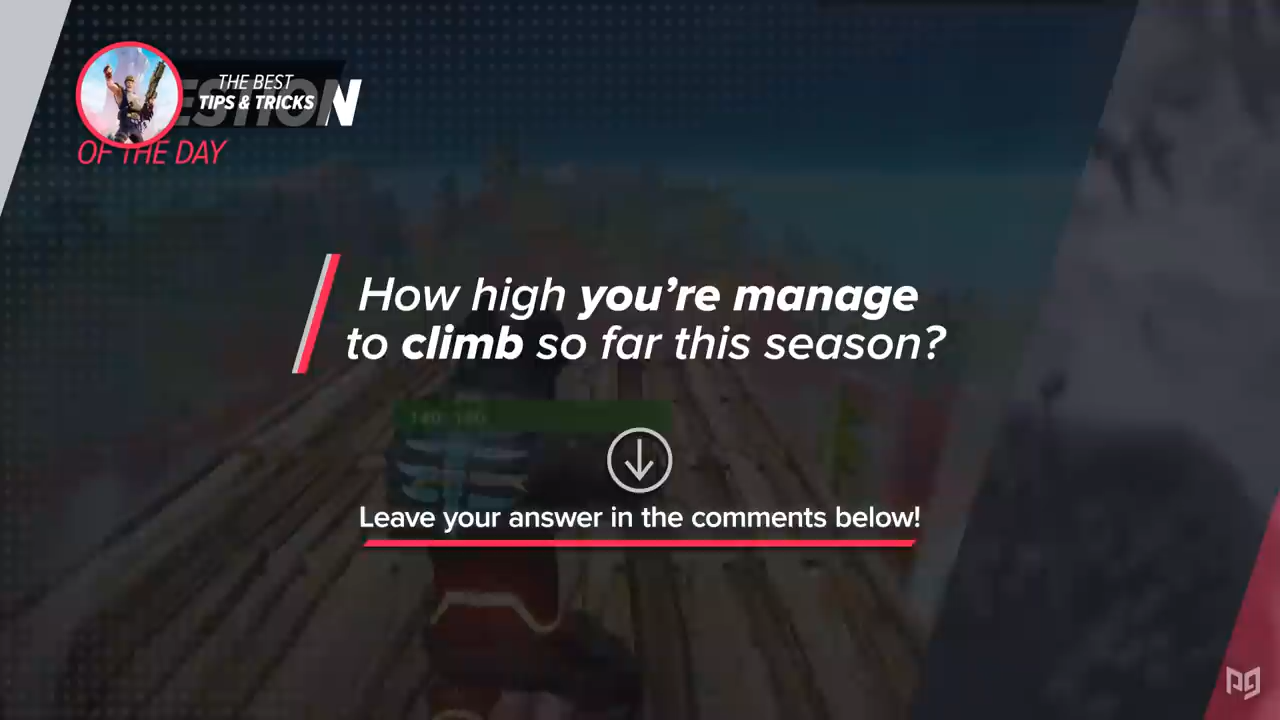 THE BEST
TIPS & TRICKS
ESTION
OF THE DAY
How high you’re manage
to climb so far this season?
Leave your answer in the comments below!